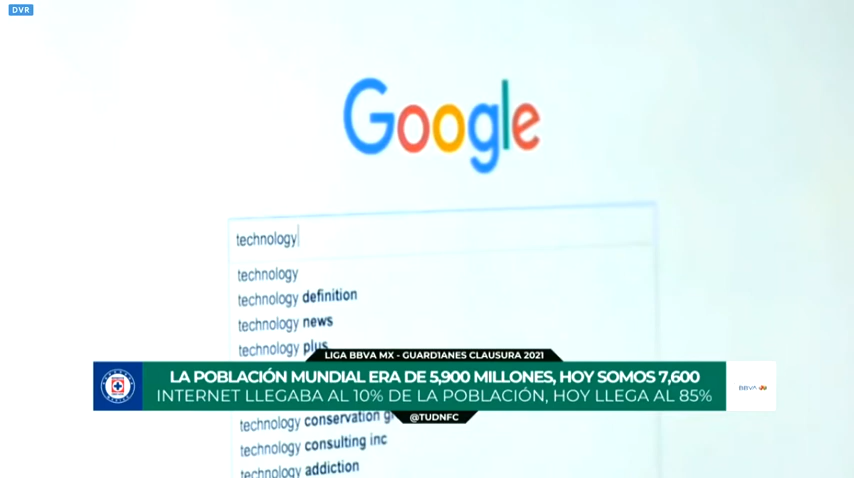 DVR
Google
technology
technology
technology definition
technology news
technology plus
LIGA BBVA MX - GUARD1ANES CLAUSURA 2021
LA POBLACIÓN MUNDIAL ERA DE 5,900 MILLONES, HOY SOMOS 7,600
INTERNET LLEGABA AL 10% DE LA POBLACIÓN, HOY LLEGA AL 85%
BBVA
@TUDNFC
technology conservation
technology consulting inc
technology addiction